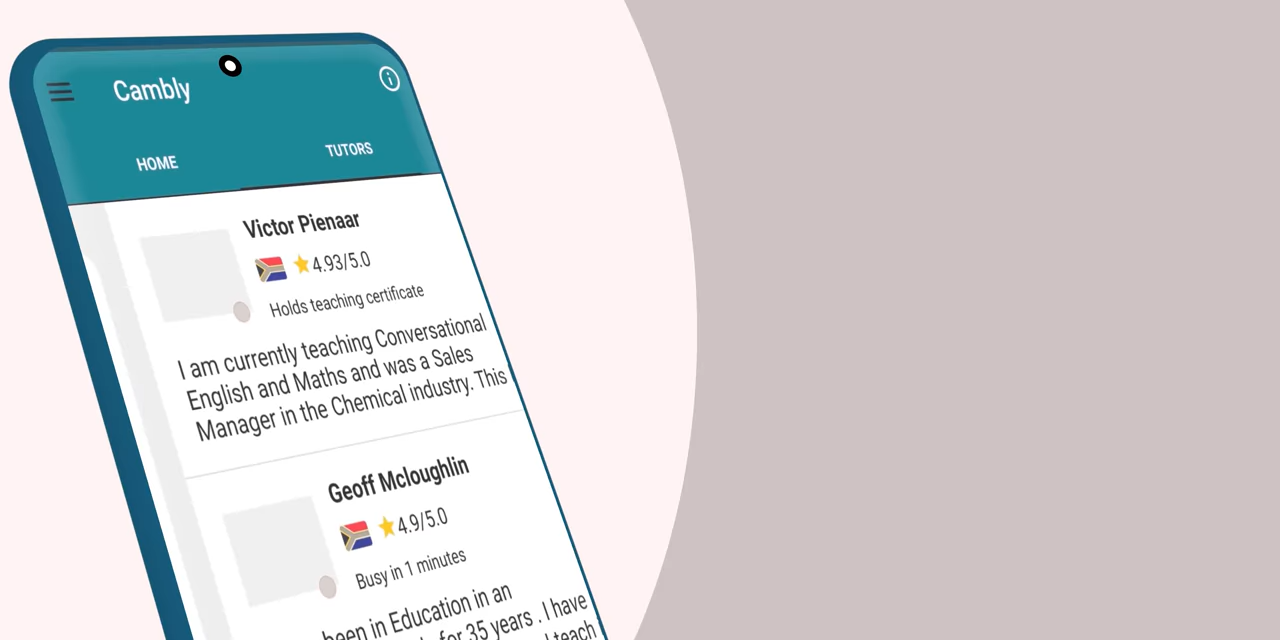 Cambly
HOME
TUTORS
Victor Pienaar
4.93/5.0
Holds teaching certificate
I am currently teaching Conversational
English and Maths and was a Sales
Manager in the Chemical industry. This
Geoff Mcloughlin
4.9/5.0
Busy in 1 minutes
been in Education in an
for 35 years . I have
teach